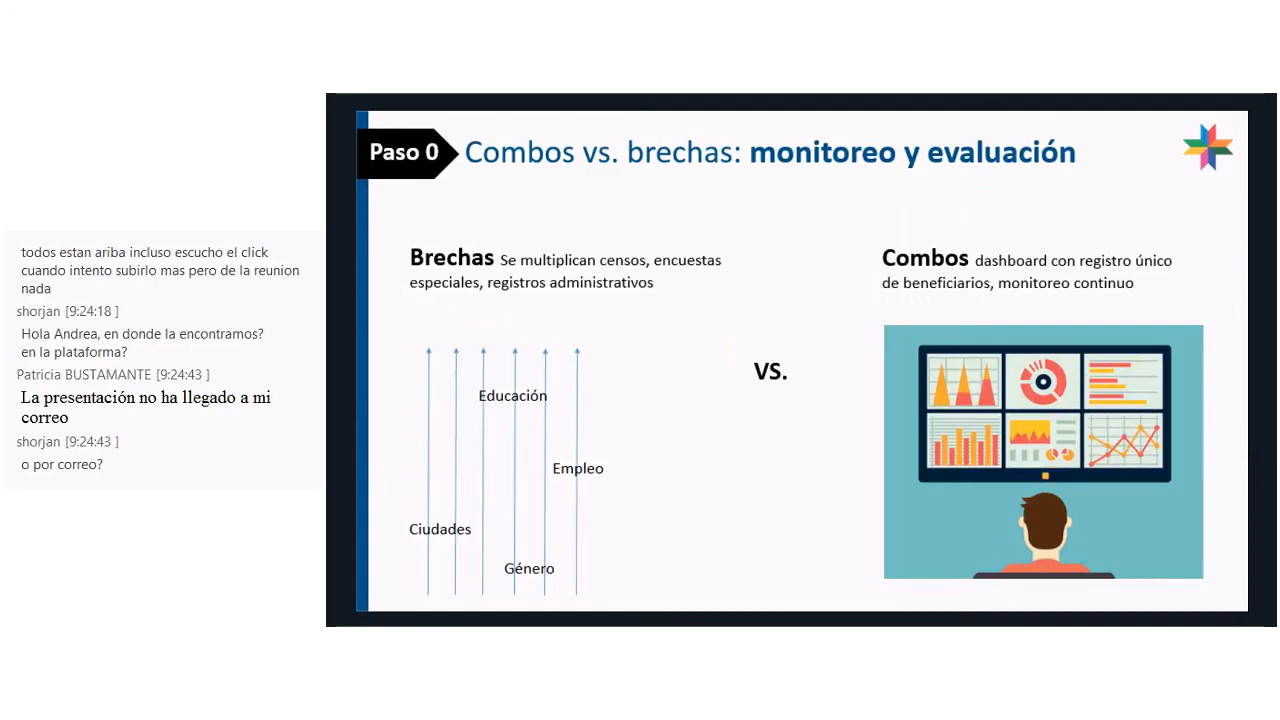 todos estan ariba incluso escucho el click
cuando intento subirlo mas pero de la reunion
nada
shorjan [9:24:18 ]
Hola Andrea, en donde la encontramos?
en la plataforma?
Patricia BUSTAMANTE [9:24:43 ]
La presentación no ha llegado a mi
correo
shorjan [9:24:43 ]
o por correo?
Paso 0
Combos vs. brechas: monitoreo y evaluación
Brechas Se multiplican censos, encuestas
especiales, registros administrativos
Educación
Empleo
Ciudades
Género
VS.
Combos dashboard con registro único
de beneficiarios, monitoreo continuo